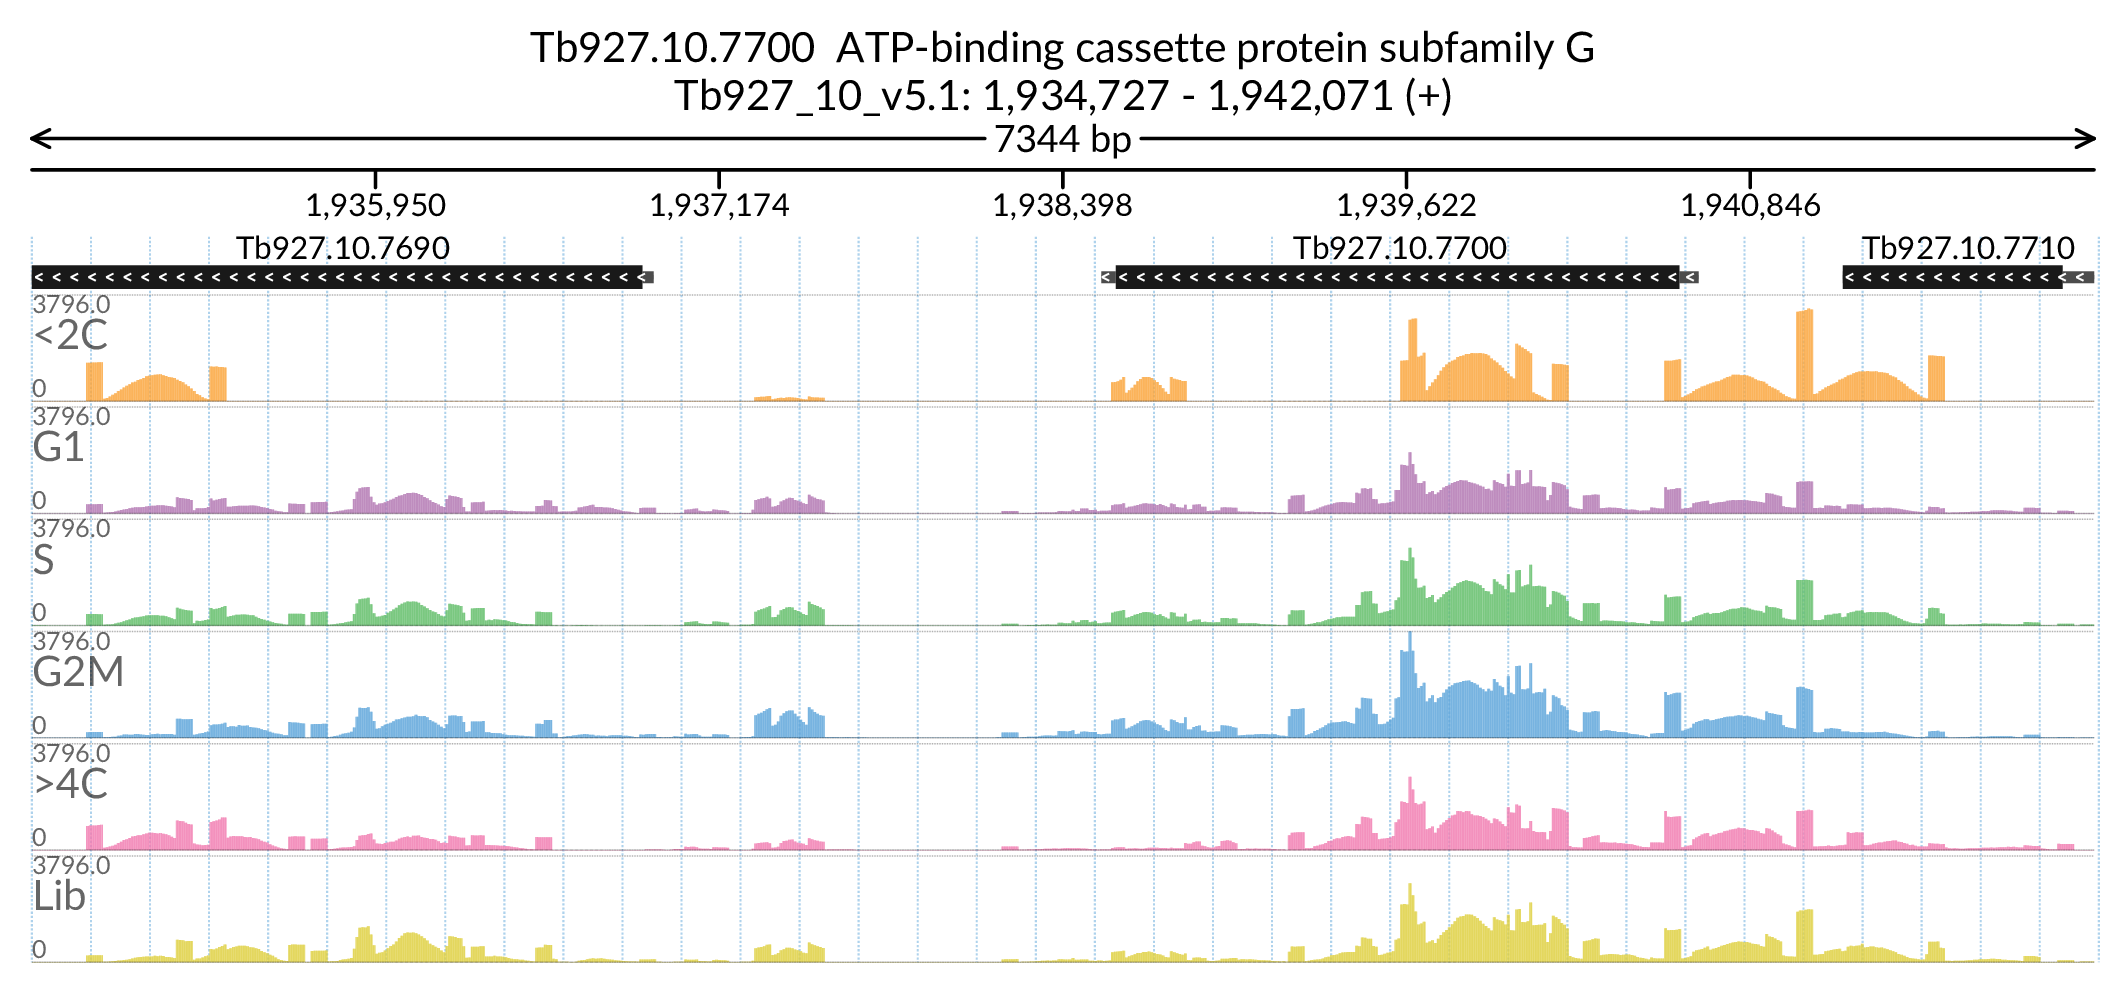 Tb927.10.7700  ATP-binding cassette protein subfamily G
Tb927_10_v5.1: 1,934,727 - 1,942,071 (+)
7344 bp
1,935,950 1,937,174 1,938,398 1,939,622 1,940,846
Tb927.10.7690 Tb927.10.7700 Tb927.10.7710
3796.0
<2C
0
3796.0
G1
0
3796.0
S
0
3796.0
G2M
0
3796.0
>4C
0
3796.0
Lib
0